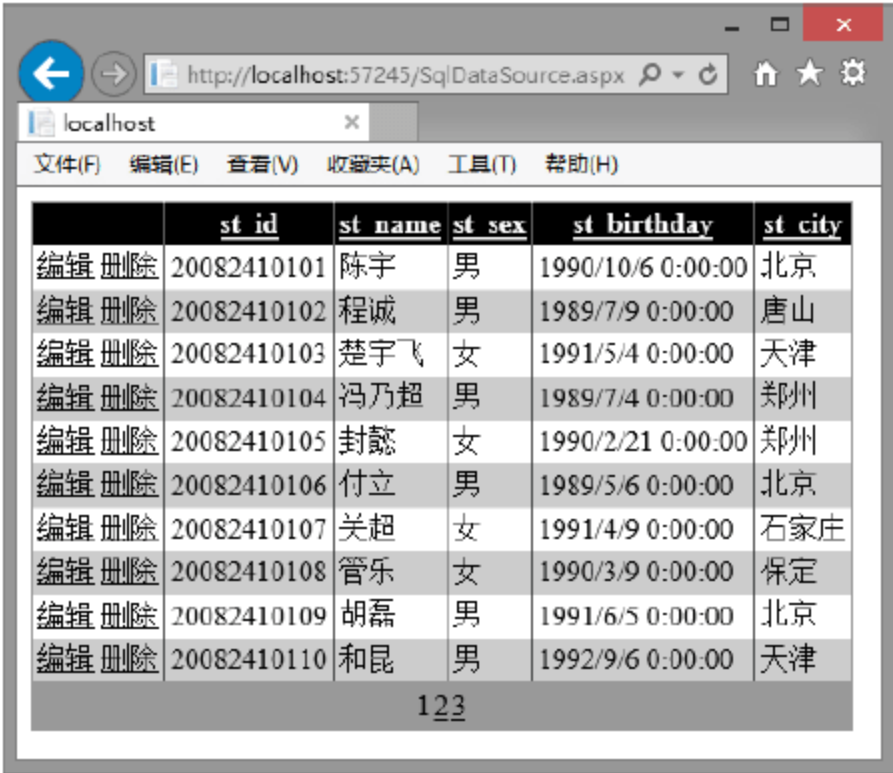 http://localhost:57245/SqlDataSource.aspx
localhost
文件(F) 编辑(E) 查看(V) 收藏夹(A) 工具(T) 帮助(H)
st_id st_name st_sex st_birthday st_city
编辑 删除 20082410101 陈宇 男 1990/10/6 0:00:00 北京
编辑 删除 20082410102 程诚 男 1989/7/9 0:00:00 唐山
编辑 删除 20082410103 楚宇飞 女 1991/5/4 0:00:00 天津
编辑 删除 20082410104 冯乃超 男 1989/7/4 0:00:00 郑州
编辑 删除 20082410105 封懿 女 1990/2/21 0:00:00 郑州
编辑 删除 20082410106 付立 男 1989/5/6 0:00:00 北京
编辑 删除 20082410107 关超 女 1991/4/9 0:00:00 石家庄
编辑 删除 20082410108 管乐 女 1990/3/9 0:00:00 保定
编辑 删除 20082410109 胡磊 男 1991/6/5 0:00:00 北京
编辑 删除 20082410110 和昆 男 1992/9/6 0:00:00 天津
123